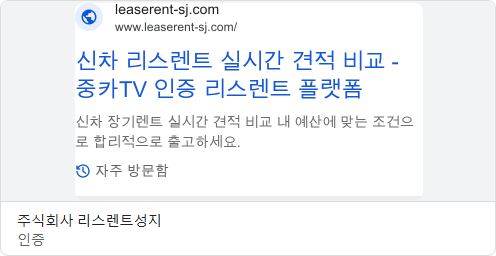 leaserent-sj.com
www.leaserent-sj.com/
신차 리스렌트 실시간 견적 비교 -
중카TV 인증 리스렌트 플랫폼
신차 장기렌트 실시간 견적 비교 내 예산에 맞는 조건으
로 합리적으로 출고하세요.
자주 방문함
주식회사 리스렌트성지
인증